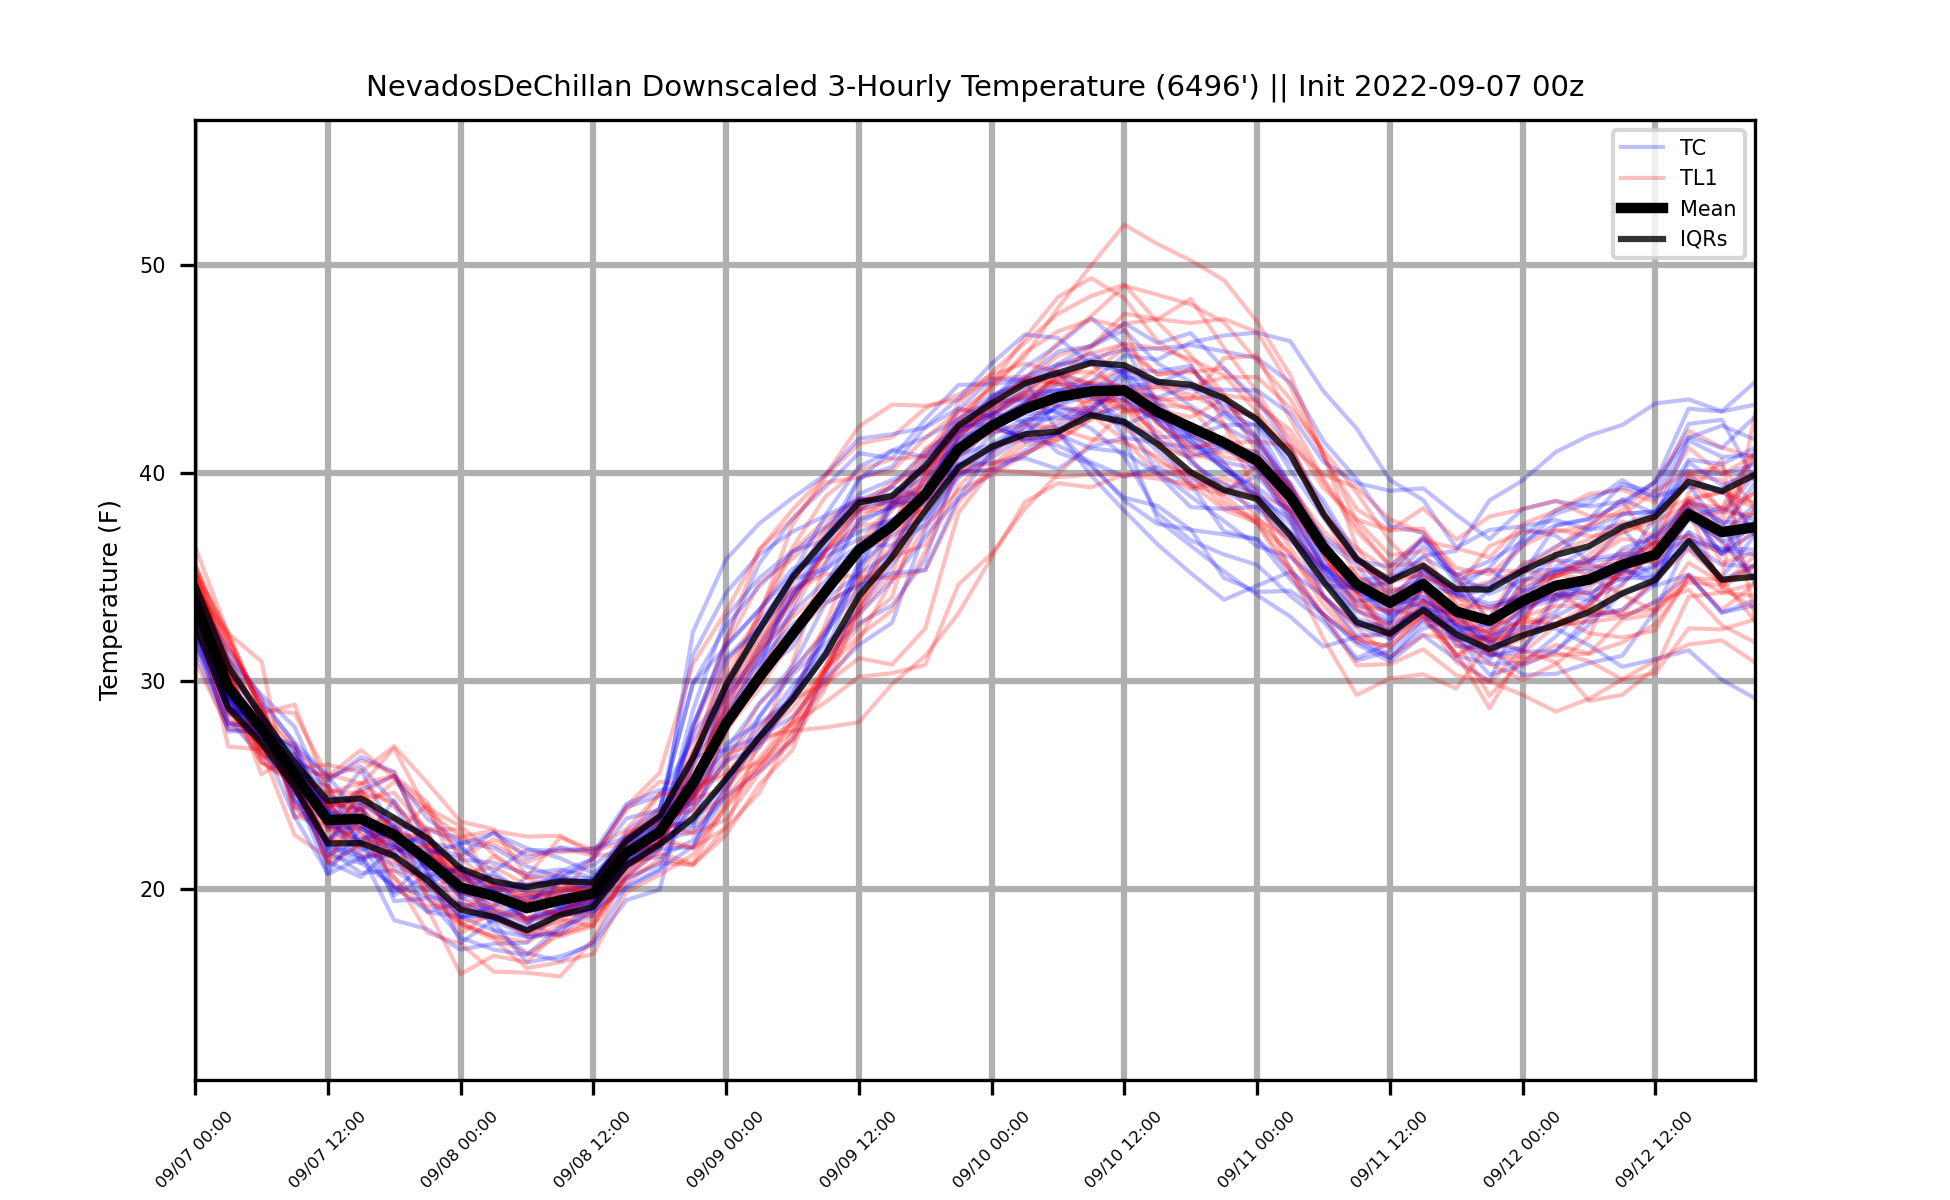 NevadosDeChillan Downscaled 3-Hourly Temperature (6496') || Init 2022-09-07 00z
TC
TL1
Mean
IQRs
Temperature (F)
50
40
30
20
09/07 00:00
09/07 12:00
09/08 00:00
09/08 12:00
09/09 00:00
09/09 12:00
09/10 00:00
09/10 12:00
09/11 00:00
09/11 12:00
09/12 00:00
09/12 12:00